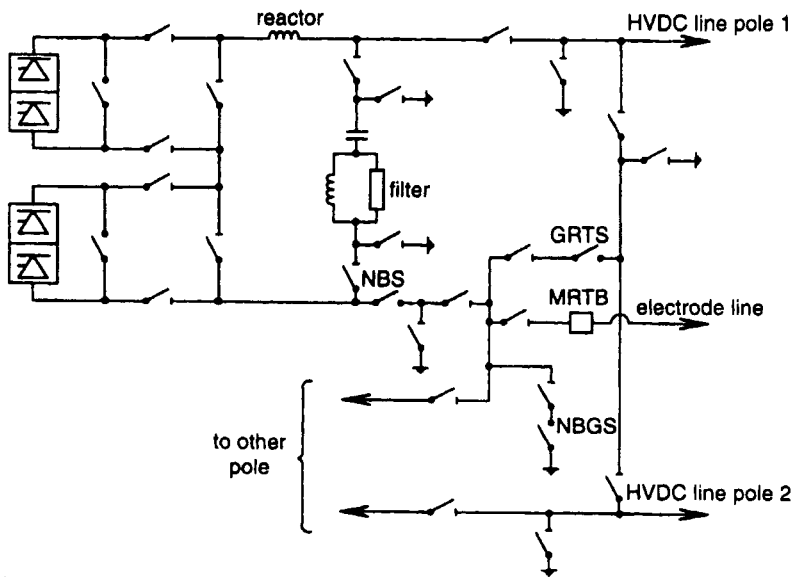 reactor
HVDC line pole 1
filter
GRTS
NBS
MRTB
electrode line
to other
pole
NBGS
HVDC line pole 2